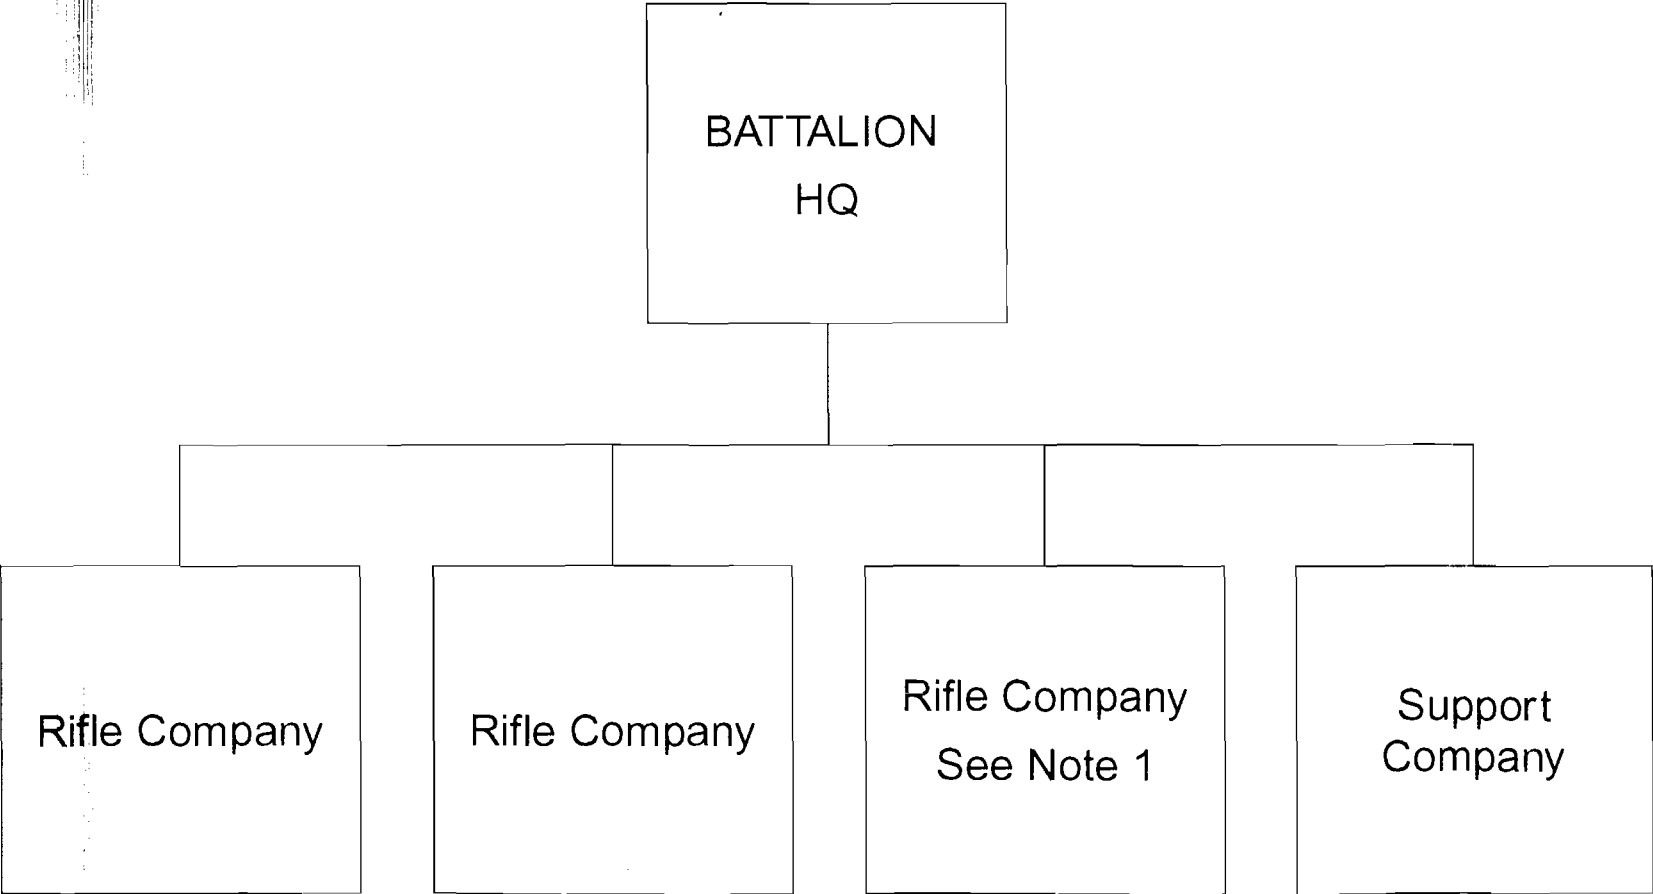 BATTALION
HQ
Rifle Company
Rifle Company
Rifle Company
See Note 1
Support
Company